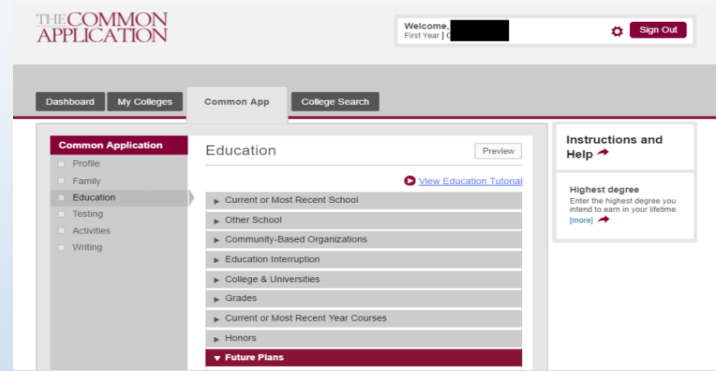 THE COMMON
APPLICATION
Welcome,
First Year |
Sign Out
Dashboard
My Colleges
Common App
College Search
Common Application
Profile
Family
Education
Testing
Activities
Writing
Education
Preview
View Education Tutorial
Current or Most Recent School
Other School
Community-Based Organizations
Education Interruption
College & Universities
Grades
Current or Most Recent Year Courses
Honors
Future Plans
Instructions and
Help
Highest degree
Enter the highest degree you
intend to earn in your lifetime.
[more]